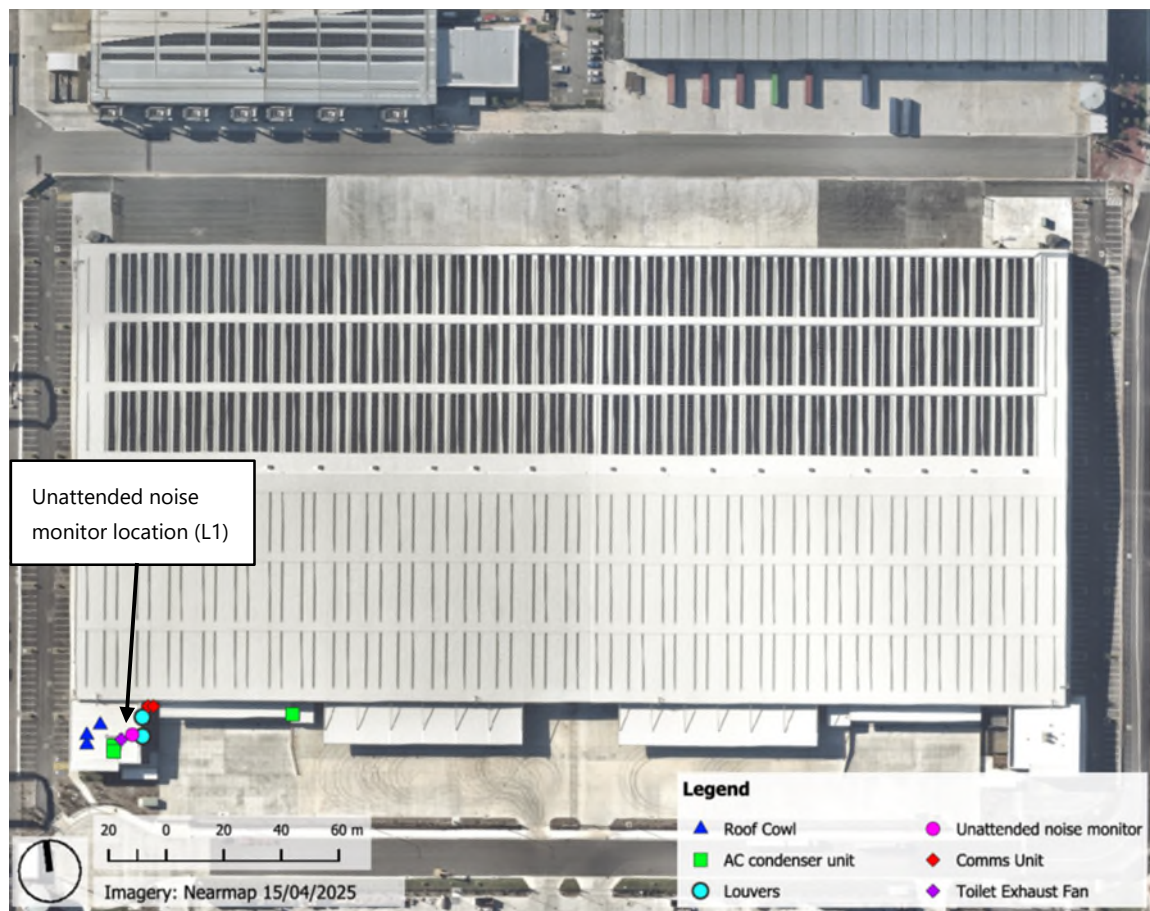 Unattended noise
monitor location (L1)
20 0 20 40 60 m
Imagery: Nearmap 15/04/2025
Legend
Roof Cowl
AC condenser unit
Louvers
Unattended noise monitor
Comms Unit
Toilet Exhaust Fan